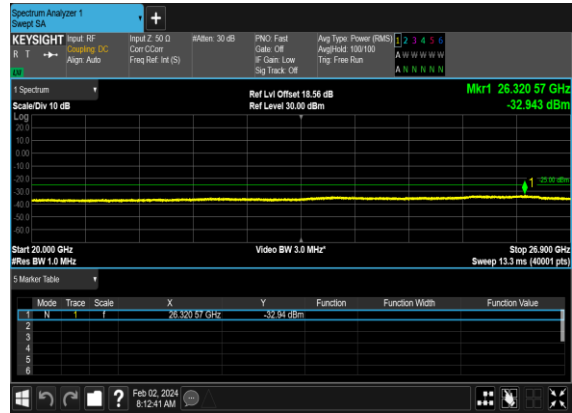 Spectrum Analyzer 1
Swept SA
KEYSIGHT
R T
LW
Input: RF
Coupling: DC
Align: Auto
Input Z: 50 Ω
Corr CCorr
Freq Ref: Int (S)
#Atten: 30 dB
PNO: Fast
Gate: Off
IF Gain: Low
Sig Track: Off
Avg Type: Power (RMS)
Avg|Hold: 100/100
Trig: Free Run
1 2 3 4 5 6
A W W W W W
A N N N N N
1 Spectrum
Scale/Div 10 dB
Ref Lvl Offset 18.56 dB
Ref Level 30.00 dBm
Mkr1 26.320 57 GHz
-32.943 dBm
Log
20.0
10.0
0.00
-10.0
-20.0
-30.0
-40.0
-50.0
-60.0
1
-25.00 dBm
Start 20.000 GHz
#Res BW 1.0 MHz
Video BW 3.0 MHz*
Stop 26.900 GHz
Sweep 13.3 ms (40001 pts)
5 Marker Table
Mode Trace Scale X Y Function Function Width Function Value
1 N 1 f 26.320 57 GHz -32.94 dBm
2
3
4
5
6
?
Feb 02, 2024
8:12:41 AM